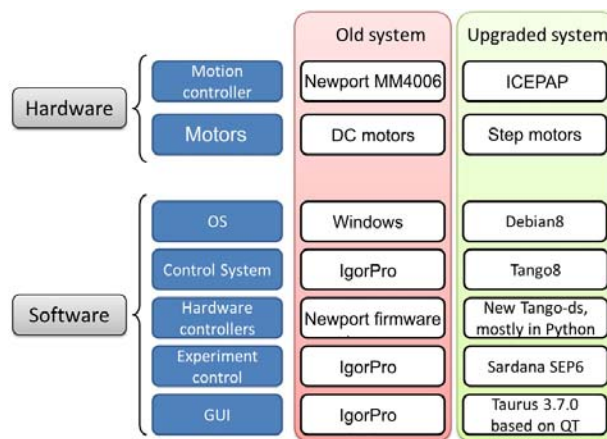 Old system
Upgraded system
Hardware
Motion
controller
Newport MM4006
ICEPAP
Motors
DC motors
Step motors
Software
OS
Windows
Debian8
Control System
IgorPro
Tango8
Hardware
controllers
Newport firmware
New Tango-ds,
mostly in Python
Experiment
control
IgorPro
Sardana SEP6
GUI
IgorPro
Taurus 3.7.0
based on QT